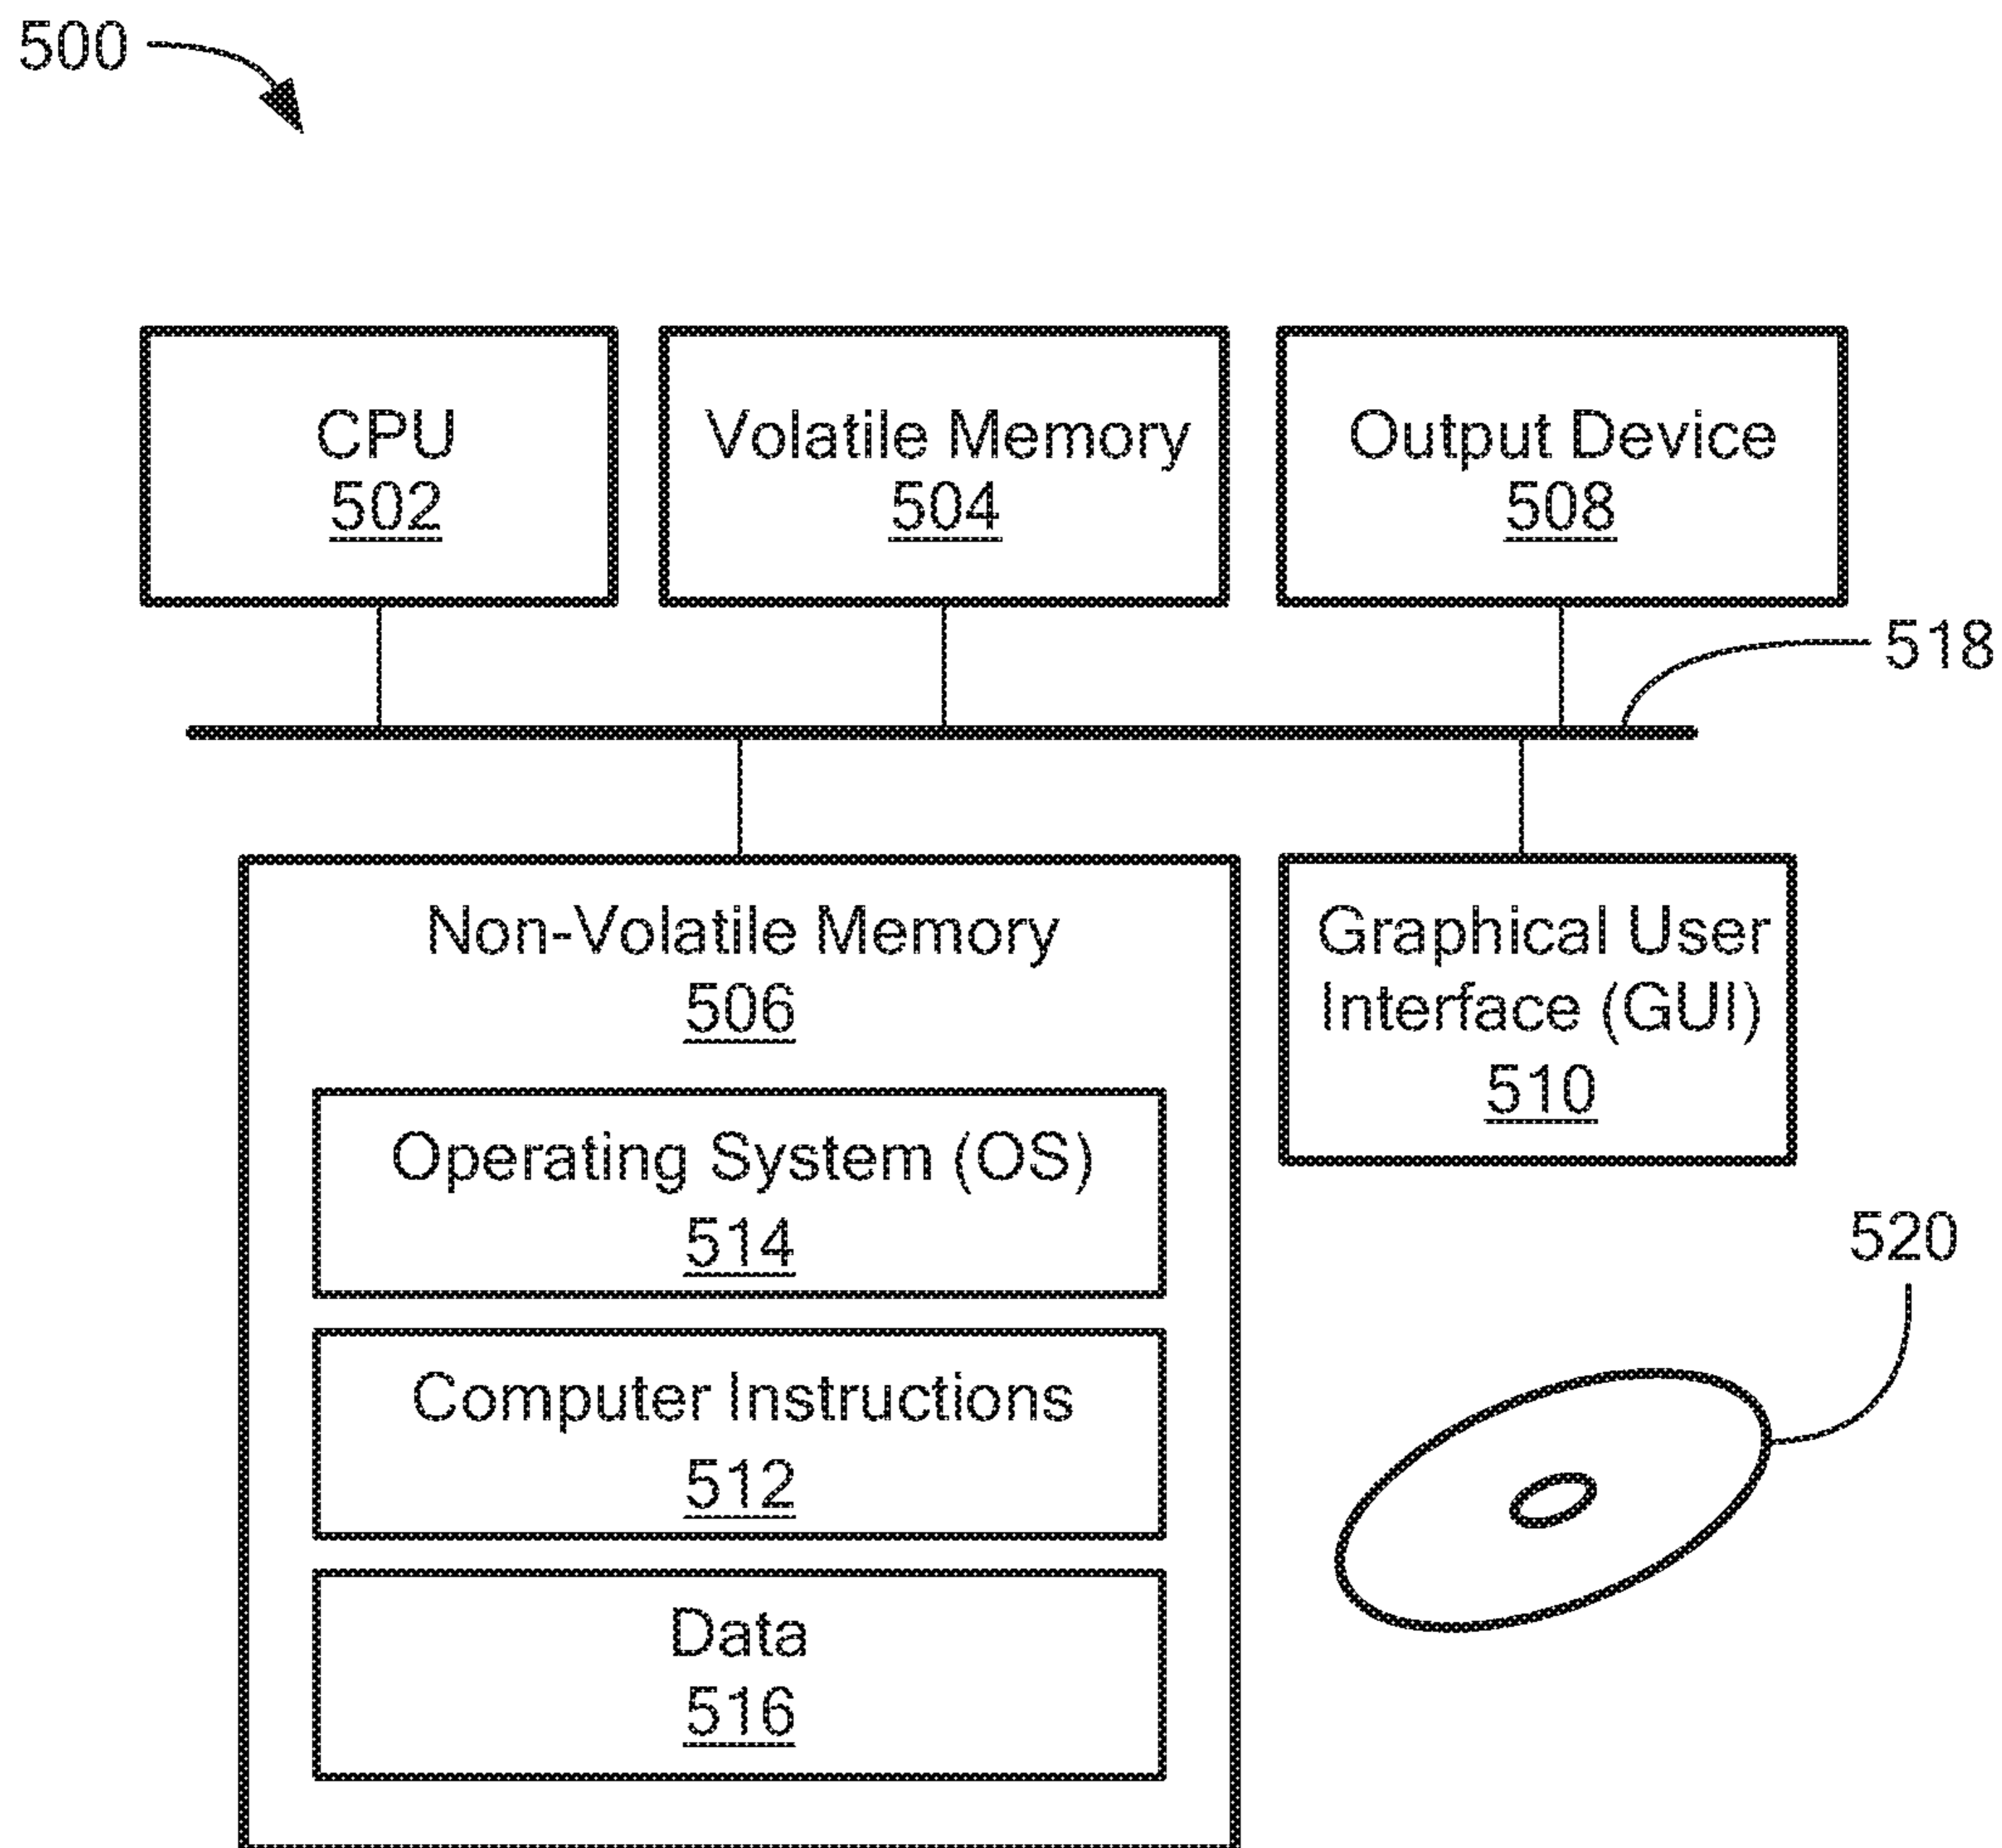 500
CPU
502
Volatile Memory
504
Output Device
508
518
Non-Volatile Memory
506
Graphical User
Interface (GUI)
510
Operating System (OS)
514
520
Computer Instructions
512
Data
516